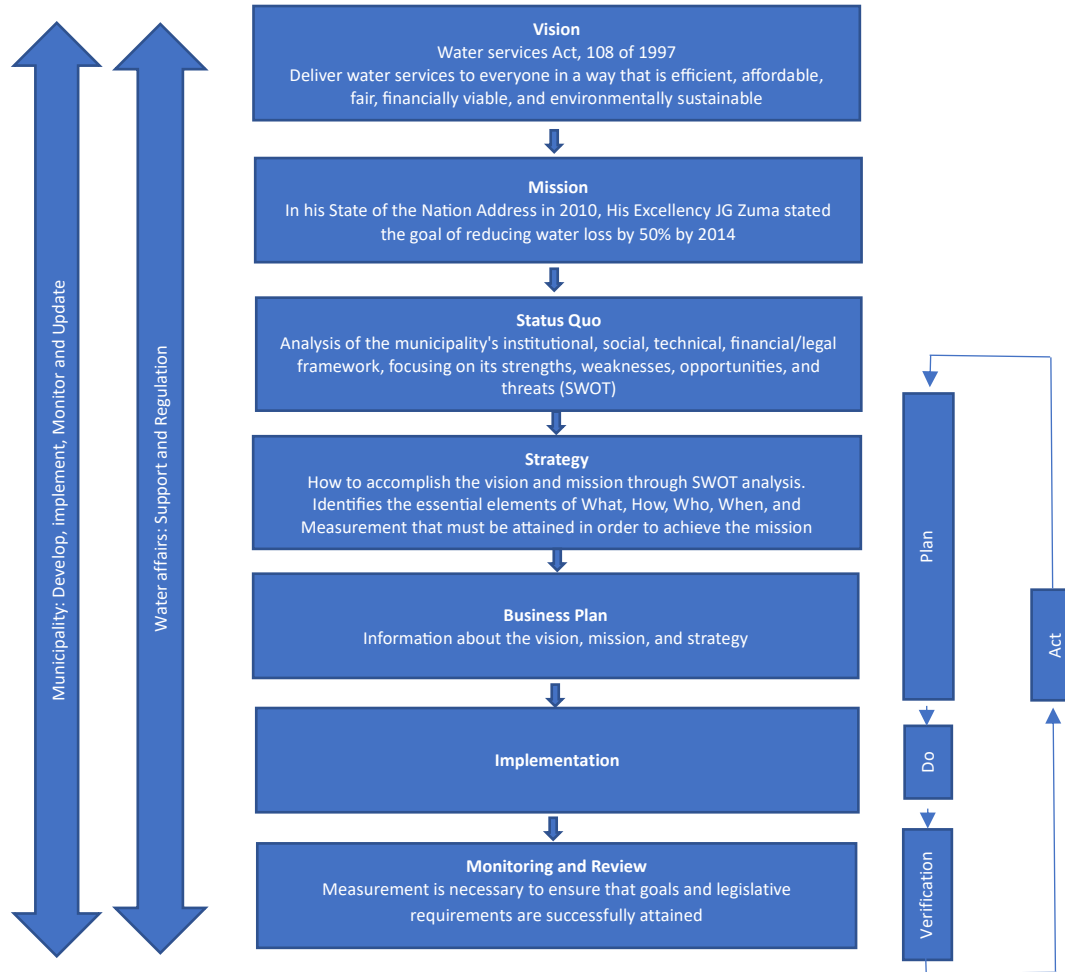 Municipality: Develop, implement, Monitor and Update
Water affairs: Support and Regulation
Vision
Water services Act, 108 of 1997
Deliver water services to everyone in a way that is efficient, affordable,
fair, financially viable, and environmentally sustainable
Mission
In his State of the Nation Address in 2010, His Excellency JG Zuma stated
the goal of reducing water loss by 50% by 2014
Status Quo
Analysis of the municipality's institutional, social, technical, financial/legal
framework, focusing on its strengths, weaknesses, opportunities, and
threats (SWOT)
Strategy
How to accomplish the vision and mission through SWOT analysis.
Identifies the essential elements of What, How, Who, When, and
Measurement that must be attained in order to achieve the mission
Business Plan
Information about the vision, mission, and strategy
Implementation
Monitoring and Review
Measurement is necessary to ensure that goals and legislative
requirements are successfully attained
Plan
Do
Verification
Act